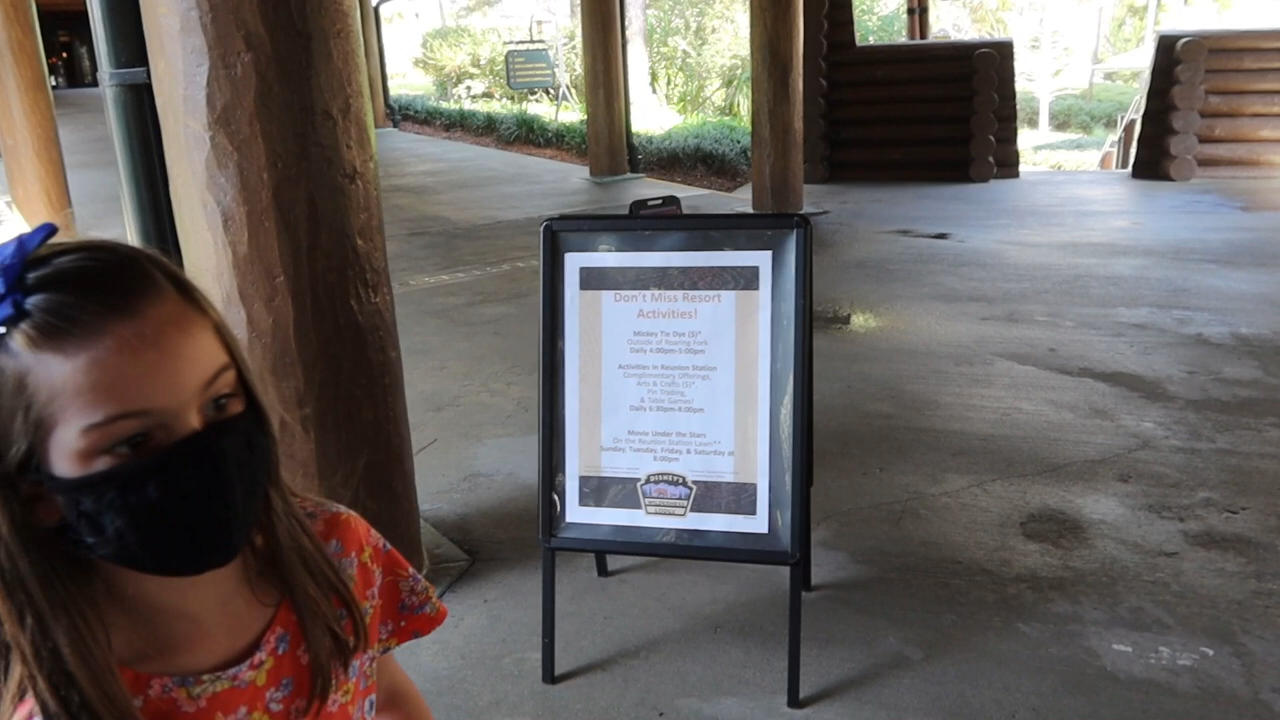 Don't Miss Resort
Activities!
Mickey Tie Dye ($)*
Outside of Roaring Fork
Daily 4:00pm-5:00pm
Activities in Reunion Station
Complimentary Offerings,
Arts & Crafts ($)*,
Pin Trading,
& Table Games!
Daily 6:30pm-8:00pm
Movie Under the Stars
On the Reunion Station Lawn**
Sunday, Tuesday, Friday, & Saturday at
8:00pm
DISNEY'S
WILDERNESS
LODGE